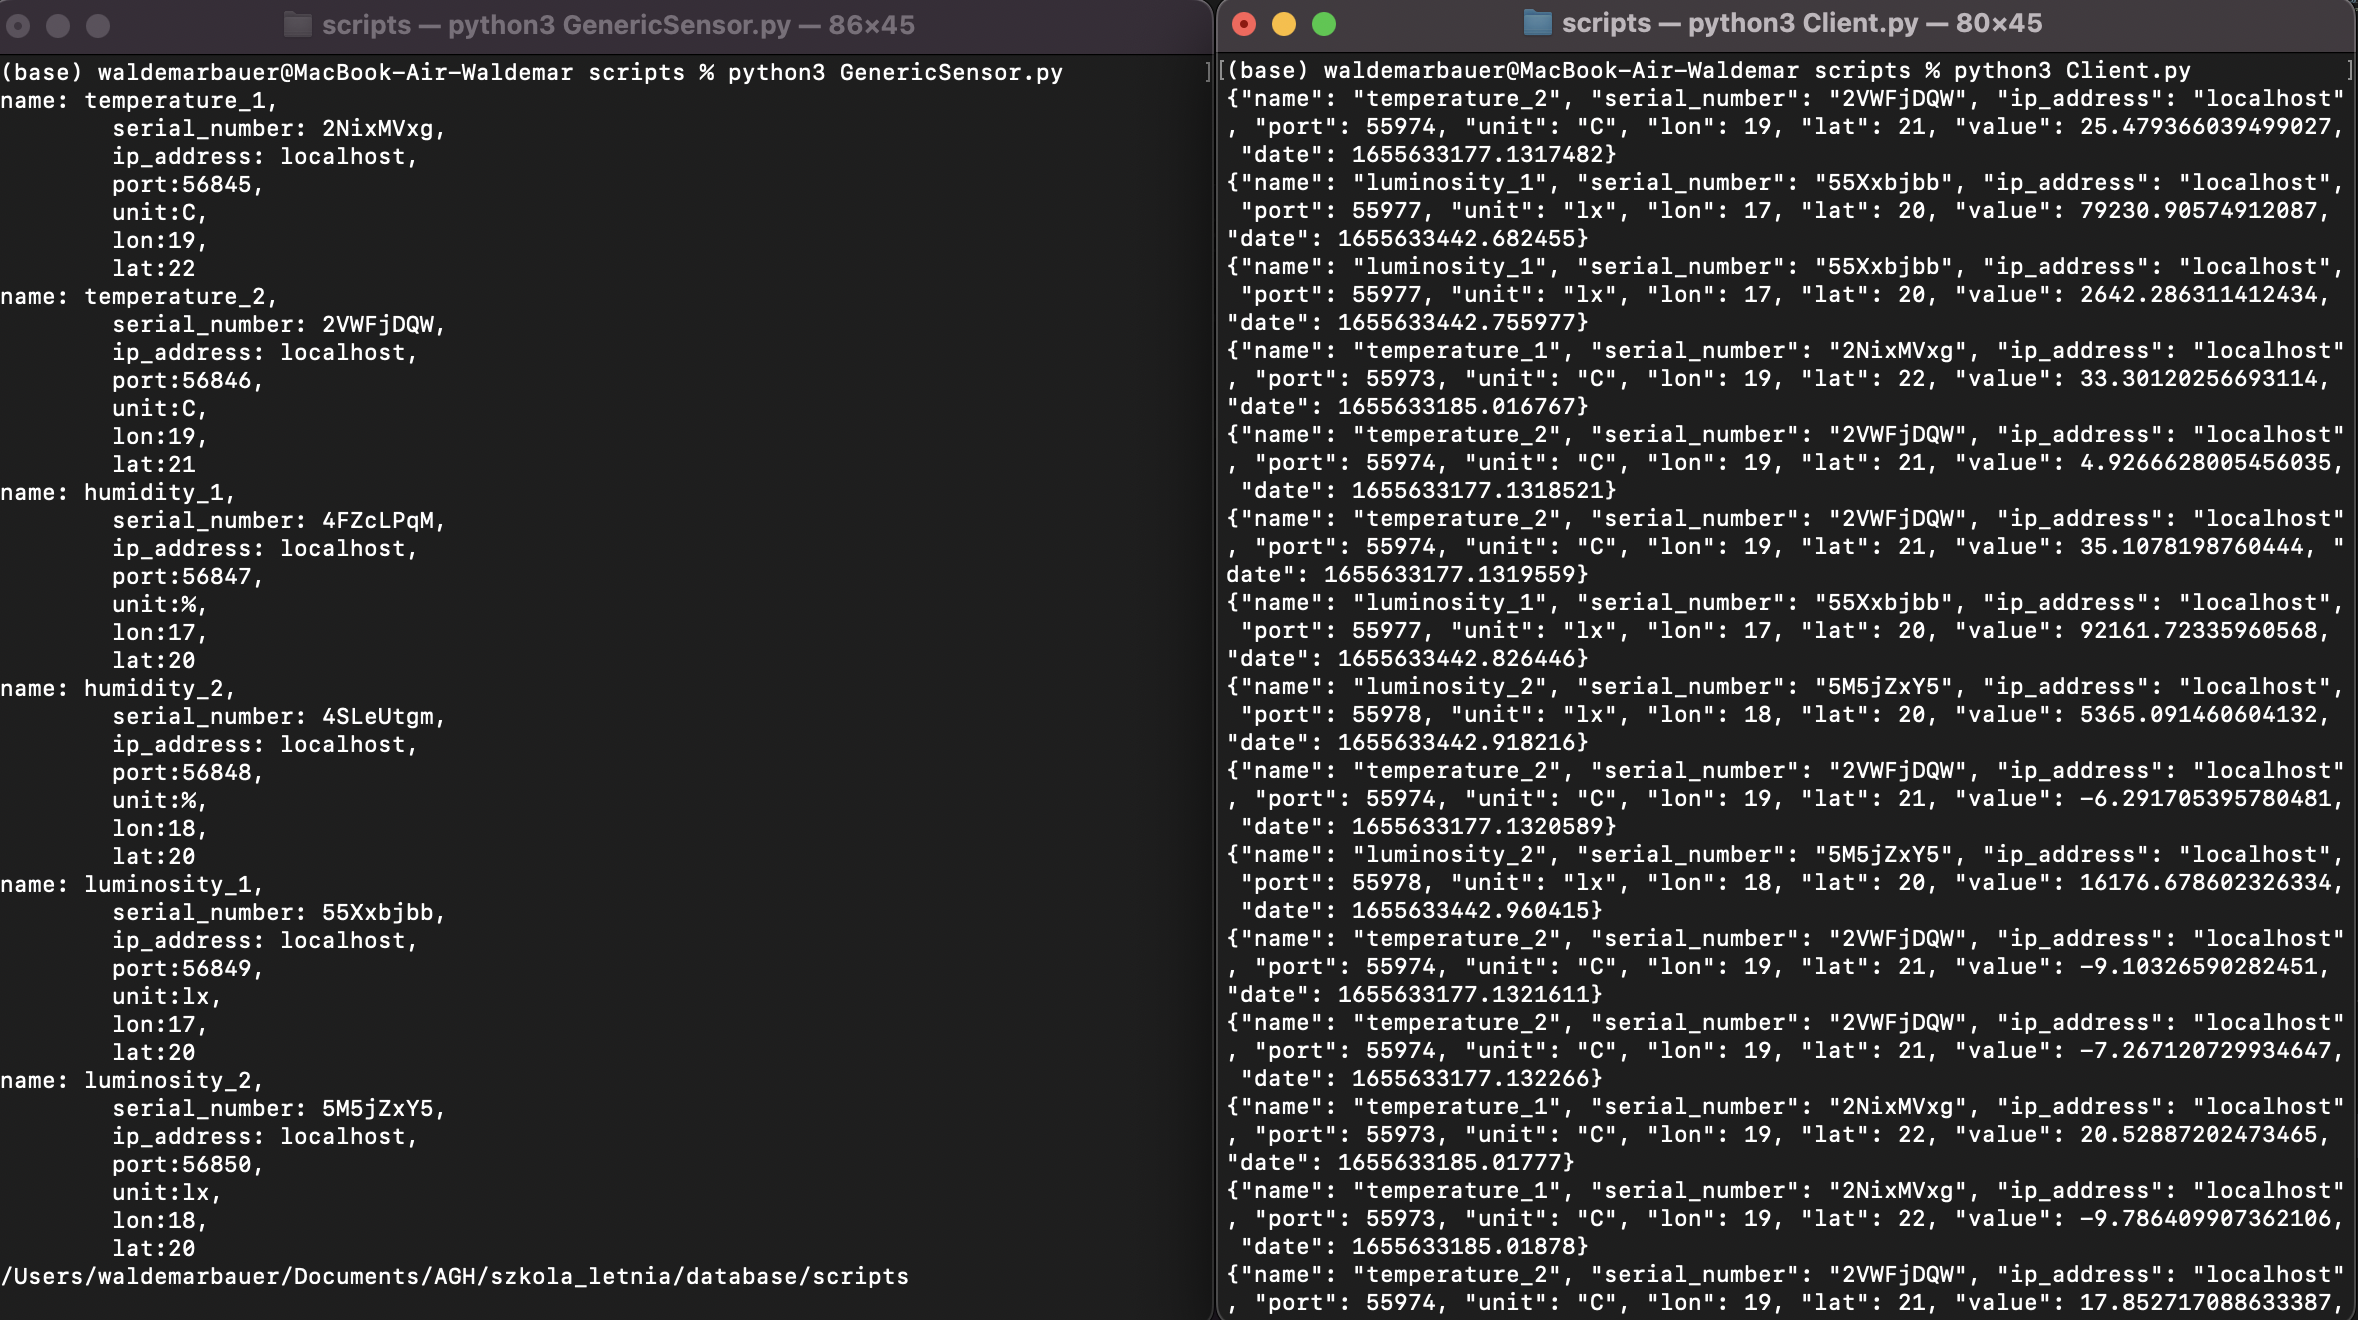 scripts — python3 GenericSensor.py — 86×45
(base) waldemarbauer@MacBook-Air-Waldemar scripts % python3 GenericSensor.py ]
name: temperature_1,
serial_number: 2NixMVxg,
ip_address: localhost,
port:56845,
unit:C,
lon:19,
lat:22
name: temperature_2,
serial_number: 2VWFjDQW,
ip_address: localhost,
port:56846,
unit:C,
lon:19,
lat:21
name: humidity_1,
serial_number: 4FZcLPqM,
ip_address: localhost,
port:56847,
unit:%,
lon:17,
lat:20
name: humidity_2,
serial_number: 4SLeUtgm,
ip_address: localhost,
port:56848,
unit:%,
lon:18,
lat:20
name: luminosity_1,
serial_number: 55Xxbjbb,
ip_address: localhost,
port:56849,
unit:lx,
lon:17,
lat:20
name: luminosity_2,
serial_number: 5M5jZxY5,
ip_address: localhost,
port:56850,
unit:lx,
lon:18,
lat:20
/Users/waldemarbauer/Documents/AGH/szkola_letnia/database/scripts
scripts — python3 Client.py — 80×45
[(base) waldemarbauer@MacBook-Air-Waldemar scripts % python3 Client.py ]
{"name": "temperature_2", "serial_number": "2VWFjDQW", "ip_address": "localhost"
, "port": 55974, "unit": "C", "lon": 19, "lat": 21, "value": 25.479366039499027,
"date": 1655633177.1317482}
{"name": "luminosity_1", "serial_number": "55Xxbjbb", "ip_address": "localhost",
"port": 55977, "unit": "lx", "lon": 17, "lat": 20, "value": 79230.90574912087,
"date": 1655633442.682455}
{"name": "luminosity_1", "serial_number": "55Xxbjbb", "ip_address": "localhost",
"port": 55977, "unit": "lx", "lon": 17, "lat": 20, "value": 2642.286311412434,
"date": 1655633442.755977}
{"name": "temperature_1", "serial_number": "2NixMVxg", "ip_address": "localhost"
, "port": 55973, "unit": "C", "lon": 19, "lat": 22, "value": 33.30120256693114,
"date": 1655633185.016767}
{"name": "temperature_2", "serial_number": "2VWFjDQW", "ip_address": "localhost"
, "port": 55974, "unit": "C", "lon": 19, "lat": 21, "value": 4.9266628005456035,
"date": 1655633177.1318521}
{"name": "temperature_2", "serial_number": "2VWFjDQW", "ip_address": "localhost"
, "port": 55974, "unit": "C", "lon": 19, "lat": 21, "value": 35.1078198760444, "
date": 1655633177.1319559}
{"name": "luminosity_1", "serial_number": "55Xxbjbb", "ip_address": "localhost",
"port": 55977, "unit": "lx", "lon": 17, "lat": 20, "value": 92161.72335960568,
"date": 1655633442.826446}
{"name": "luminosity_2", "serial_number": "5M5jZxY5", "ip_address": "localhost",
"port": 55978, "unit": "lx", "lon": 18, "lat": 20, "value": 5365.091460604132,
"date": 1655633442.918216}
{"name": "temperature_2", "serial_number": "2VWFjDQW", "ip_address": "localhost"
, "port": 55974, "unit": "C", "lon": 19, "lat": 21, "value": -6.291705395780481,
"date": 1655633177.1320589}
{"name": "luminosity_2", "serial_number": "5M5jZxY5", "ip_address": "localhost",
"port": 55978, "unit": "lx", "lon": 18, "lat": 20, "value": 16176.678602326334,
"date": 1655633442.960415}
{"name": "temperature_2", "serial_number": "2VWFjDQW", "ip_address": "localhost"
, "port": 55974, "unit": "C", "lon": 19, "lat": 21, "value": -9.10326590282451,
"date": 1655633177.1321611}
{"name": "temperature_2", "serial_number": "2VWFjDQW", "ip_address": "localhost"
, "port": 55974, "unit": "C", "lon": 19, "lat": 21, "value": -7.267120729934647,
"date": 1655633177.132266}
{"name": "temperature_1", "serial_number": "2NixMVxg", "ip_address": "localhost"
, "port": 55973, "unit": "C", "lon": 19, "lat": 22, "value": 20.52887202473465,
"date": 1655633185.01777}
{"name": "temperature_1", "serial_number": "2NixMVxg", "ip_address": "localhost"
, "port": 55973, "unit": "C", "lon": 19, "lat": 22, "value": -9.786409907362106,
"date": 1655633185.01878}
{"name": "temperature_2", "serial_number": "2VWFjDQW", "ip_address": "localhost"
, "port": 55974, "unit": "C", "lon": 19, "lat": 21, "value": 17.852717088633387,